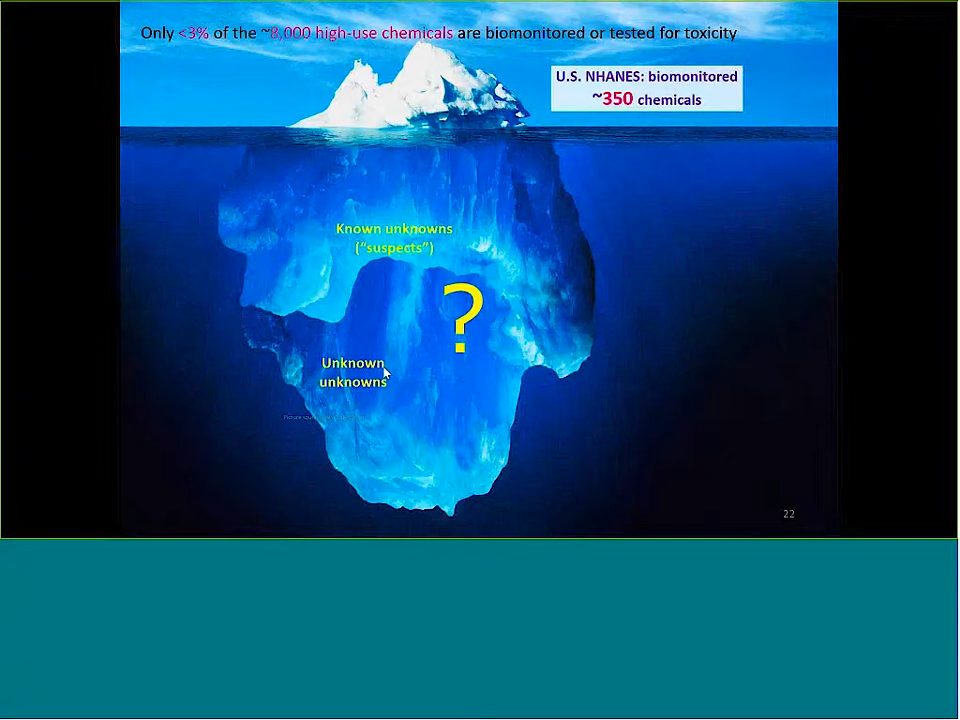 Only <3% of the ~8,000 high-use chemicals are biomonitored or tested for toxicity
U.S. NHANES: biomonitored
~350 chemicals
Known unknowns
("suspects")
?
Unknown
unknowns
Picture
22